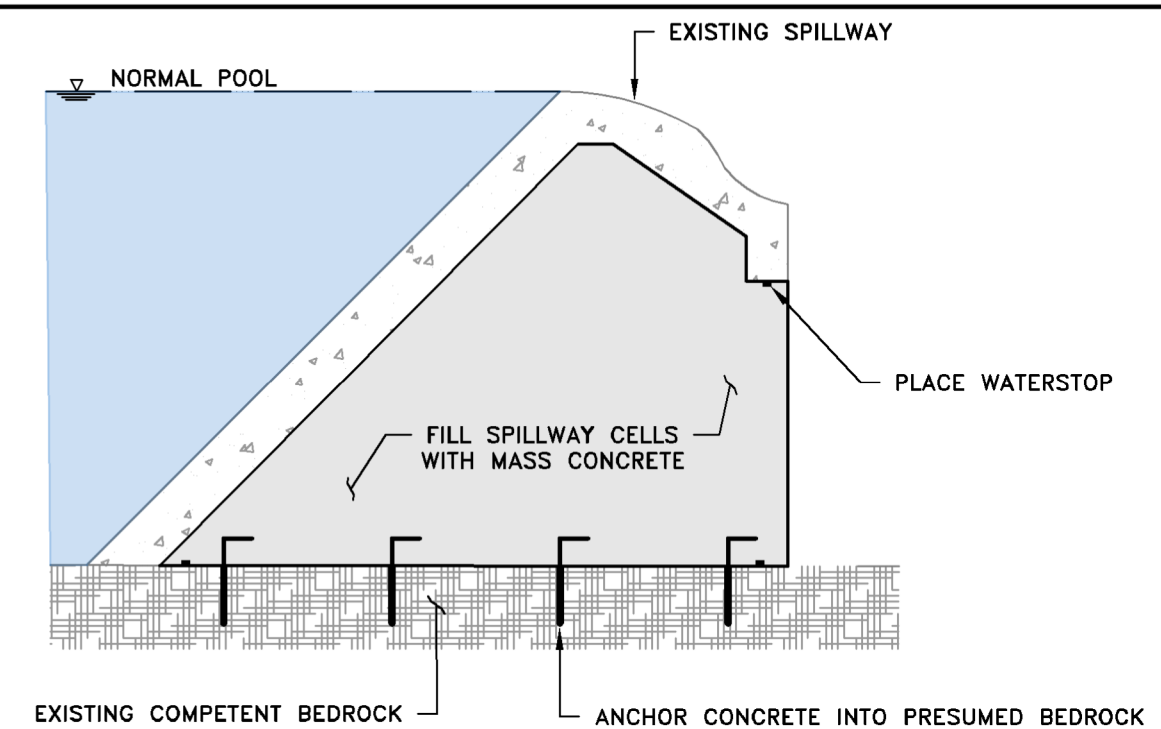 EXISTING SPILLWAY
NORMAL POOL
PLACE WATERSTOP
FILL SPILLWAY CELLS
WITH MASS CONCRETE
EXISTING COMPETENT BEDROCK
ANCHOR CONCRETE INTO PRESUMED BEDROCK